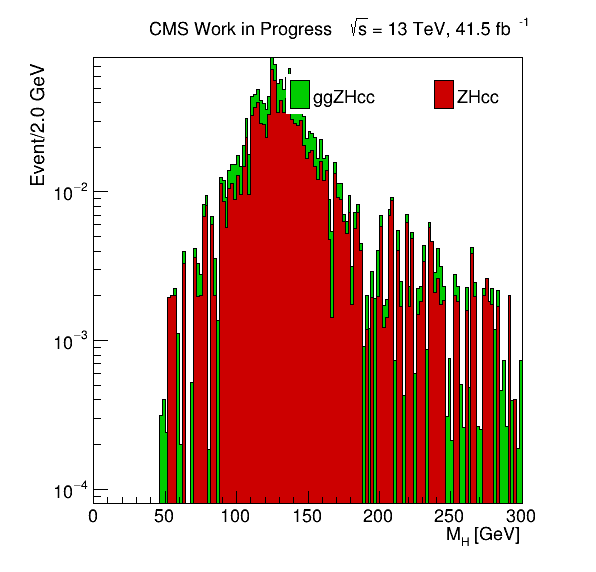 CMS Work in Progress √s = 13 TeV, 41.5 fb⁻¹
Event/2.0 GeV
ggZHcc ZHcc
10⁻²
10⁻³
10⁻⁴
0 50 100 150 200 250 300
M_H [GeV]